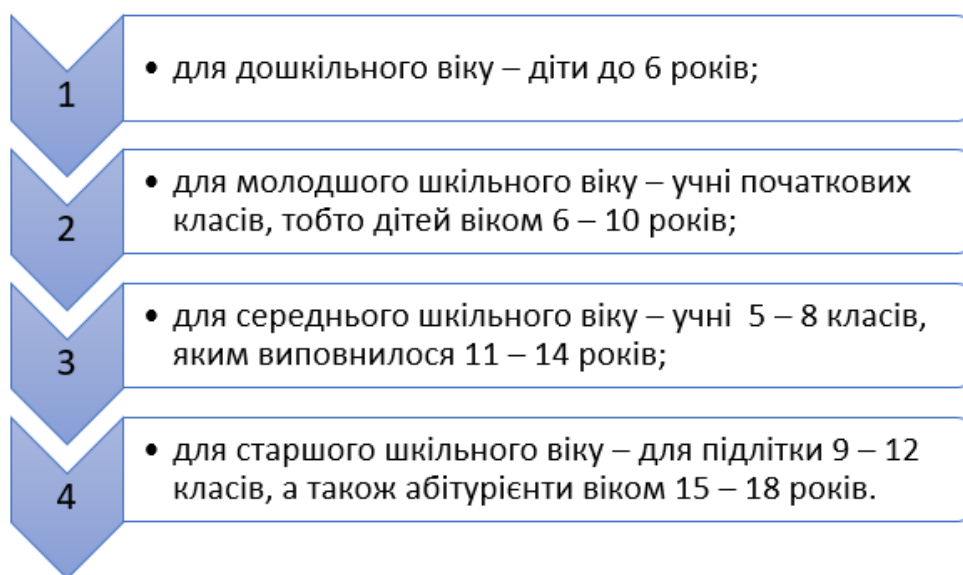 1
• для дошкільного віку – діти до 6 років;
2
• для молодшого шкільного віку – учні початкових
класів, тобто дітей віком 6 – 10 років;
3
• для середнього шкільного віку – учні  5 – 8 класів,
яким виповнилося 11 – 14 років;
4
• для старшого шкільного віку – для підлітки 9 – 12
класів, а також абітурієнти віком 15 – 18 років.